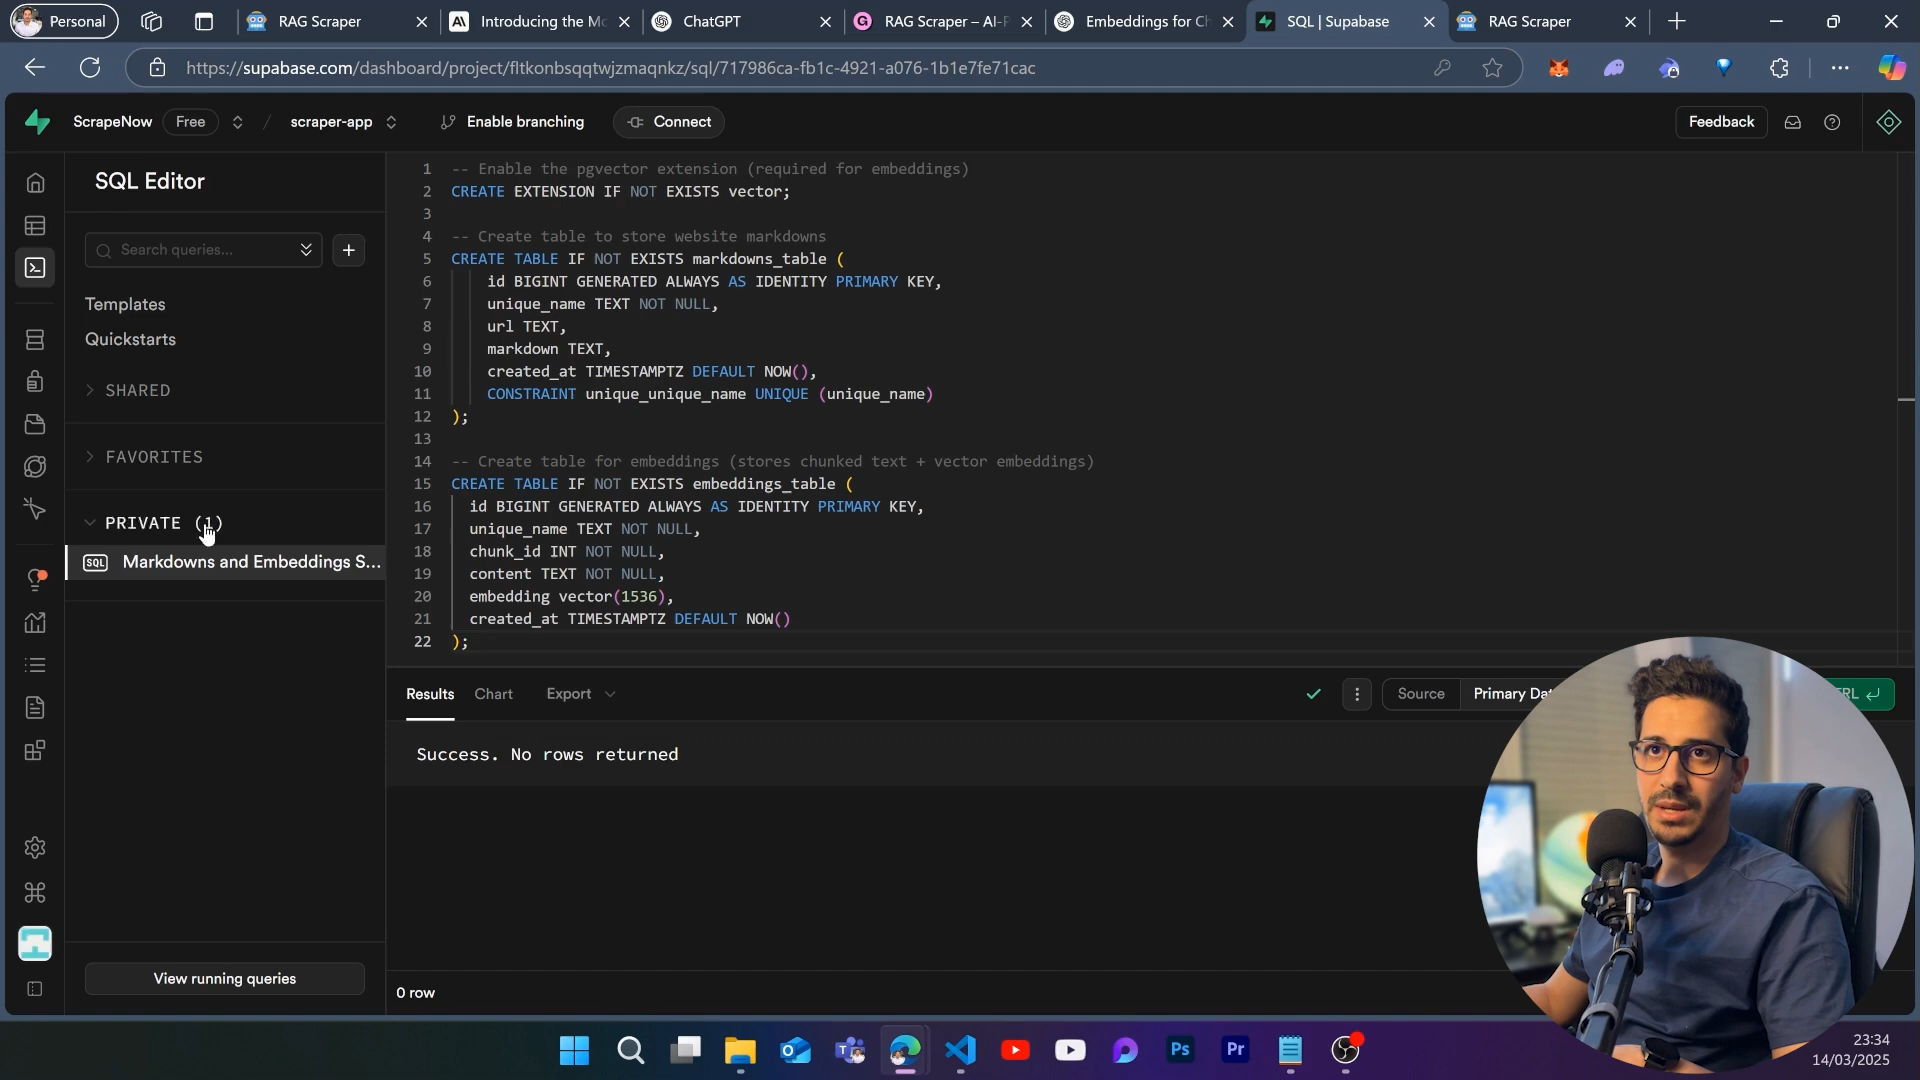 Personal
RAG Scraper
Introducing the Mo
ChatGPT
RAG Scraper – AI-P
Embeddings for Ch
SQL | Supabase
RAG Scraper
https://supabase.com/dashboard/project/fltkonbsqqtwjzmaqnkz/sql/717986ca-fb1c-4921-a076-1b1e7fe71cac
ScrapeNow
Free
/
scraper-app
Enable branching
Connect
Feedback
SQL Editor
Search queries...
Templates
Quickstarts
SHARED
FAVORITES
PRIVATE (1)
SQL Markdowns and Embeddings S...
View running queries
1 -- Enable the pgvector extension (required for embeddings)
2 CREATE EXTENSION IF NOT EXISTS vector;
3
4 -- Create table to store website markdowns
5 CREATE TABLE IF NOT EXISTS markdowns_table (
6 id BIGINT GENERATED ALWAYS AS IDENTITY PRIMARY KEY,
7 unique_name TEXT NOT NULL,
8 url TEXT,
9 markdown TEXT,
10 created_at TIMESTAMPTZ DEFAULT NOW(),
11 CONSTRAINT unique_unique_name UNIQUE (unique_name)
12 );
13
14 -- Create table for embeddings (stores chunked text + vector embeddings)
15 CREATE TABLE IF NOT EXISTS embeddings_table (
16 id BIGINT GENERATED ALWAYS AS IDENTITY PRIMARY KEY,
17 unique_name TEXT NOT NULL,
18 chunk_id INT NOT NULL,
19 content TEXT NOT NULL,
20 embedding vector(1536),
21 created_at TIMESTAMPTZ DEFAULT NOW()
22 );
Results
Chart
Export
Source
Primary Dat
RL
Success. No rows returned
0 row
Ps
Pr
23:34
14/03/2025